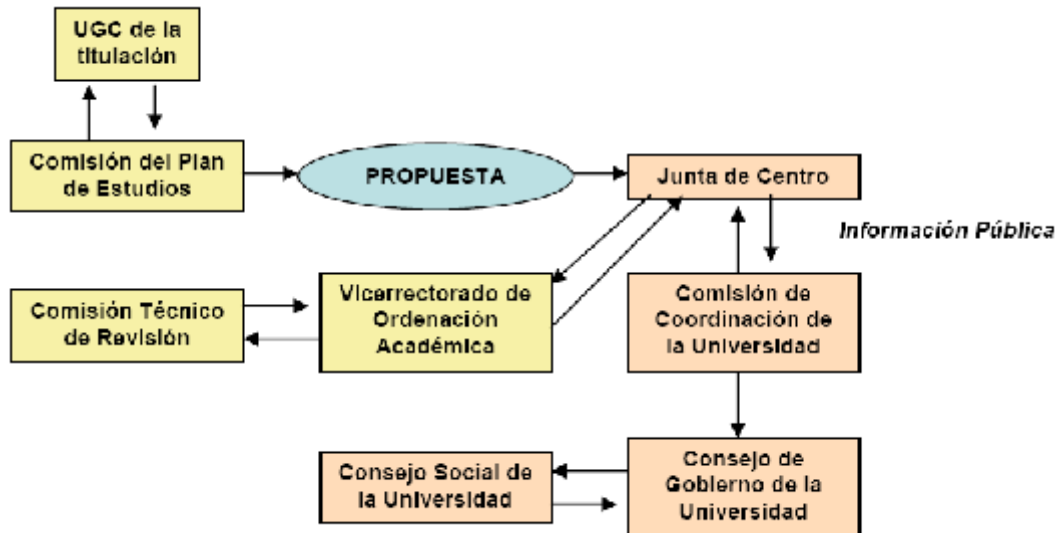 UGC de la
titulación
Comisión del Plan
de Estudios
PROPUESTA
Junta de Centro
Información Pública
Comisión Técnico
de Revisión
Vicerrectorado de
Ordenación
Académica
Comisión de
Coordinación de
la Universidad
Consejo Social de
la Universidad
Consejo de
Gobierno de la
Universidad